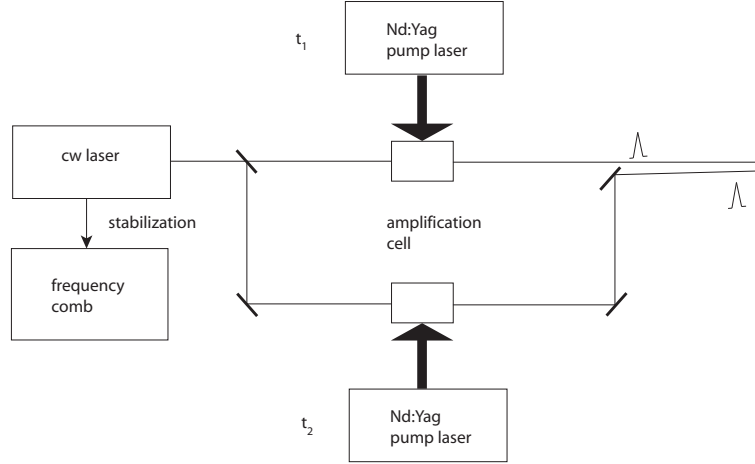 t1
Nd:Yag
pump laser
cw laser
stabilization
amplification
cell
frequency
comb
t2
Nd:Yag
pump laser